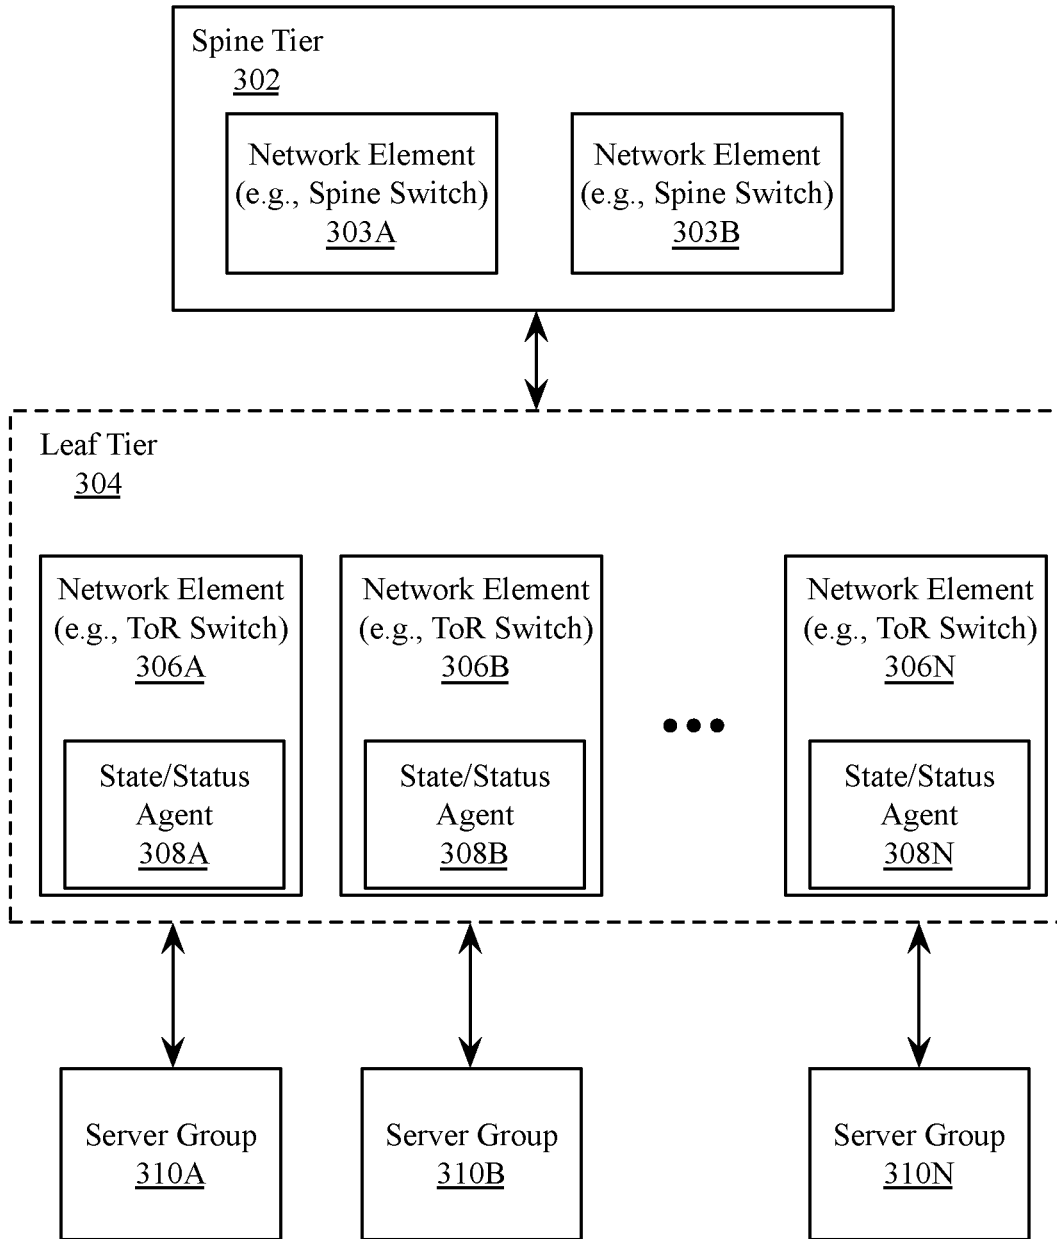 Spine Tier
302
Network Element
(e.g., Spine Switch)
303A
Network Element
(e.g., Spine Switch)
303B
Leaf Tier
304
Network Element
(e.g., ToR Switch)
306A
State/Status
Agent
308A
Network Element
(e.g., ToR Switch)
306B
State/Status
Agent
308B
Network Element
(e.g., ToR Switch)
306N
State/Status
Agent
308N
Server Group
310A
Server Group
310B
Server Group
310N